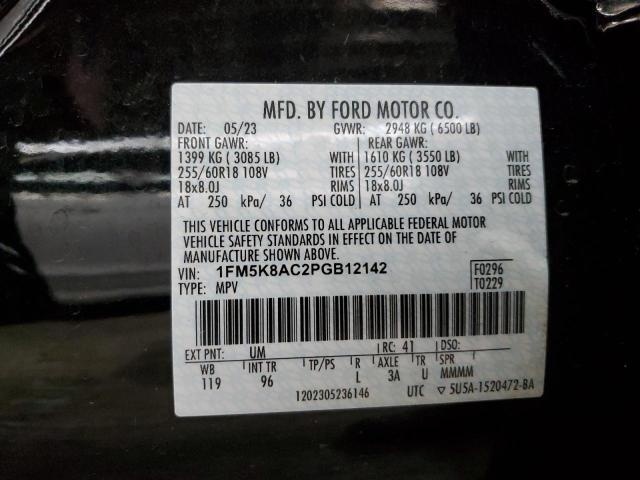 MFD. BY FORD MOTOR CO.
DATE: 05/23 GVWR: 2948 KG ( 6500 LB)
FRONT GAWR: REAR GAWR:
1399 KG ( 3085 LB) WITH 1610 KG ( 3550 LB) WITH
255/60R18 108V TIRES 255/60R18 108V TIRES
18x8.0J RIMS 18x8.0J RIMS
AT 250 kPa/ 36 PSI COLD AT 250 kPa/ 36 PSI COLD
THIS VEHICLE CONFORMS TO ALL APPLICABLE FEDERAL MOTOR
VEHICLE SAFETY STANDARDS IN EFFECT ON THE DATE OF
MANUFACTURE SHOWN ABOVE.
VIN: 1FM5K8AC2PGB12142 F0296
TYPE: MPV T0229
EXT PNT: UM RC: 41 DSO:
WB INT TR TP/PS R AXLE TR SPR
119 96 L 3A U MMMM
1202305236146 UTC ▽ 5U5A-1520472-BA